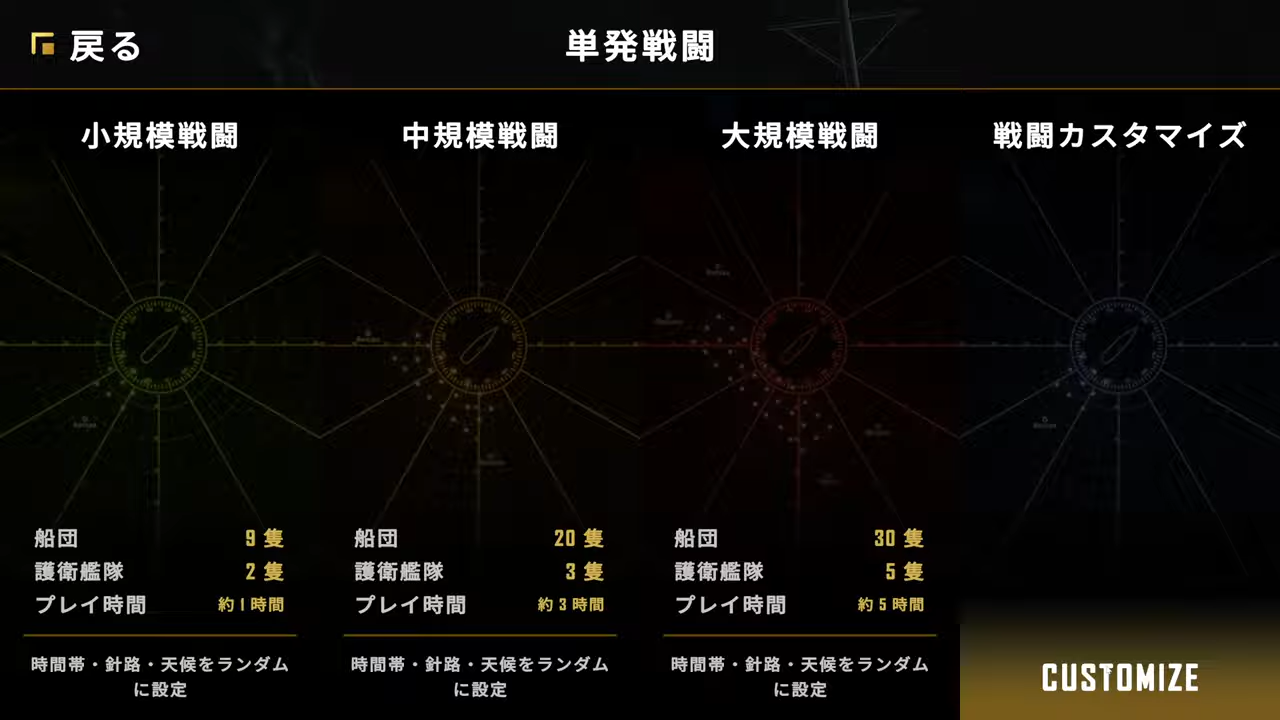 戻る
単発戦闘
小規模戦闘
船団 9 隻
護衛艦隊 2 隻
プレイ時間 約 1 時間
時間帯・針路・天候をランダム
に設定
中規模戦闘
船団 20 隻
護衛艦隊 3 隻
プレイ時間 約 3 時間
時間帯・針路・天候をランダム
に設定
大規模戦闘
船団 30 隻
護衛艦隊 5 隻
プレイ時間 約 5 時間
時間帯・針路・天候をランダム
に設定
戦闘カスタマイズ
CUSTOMIZE